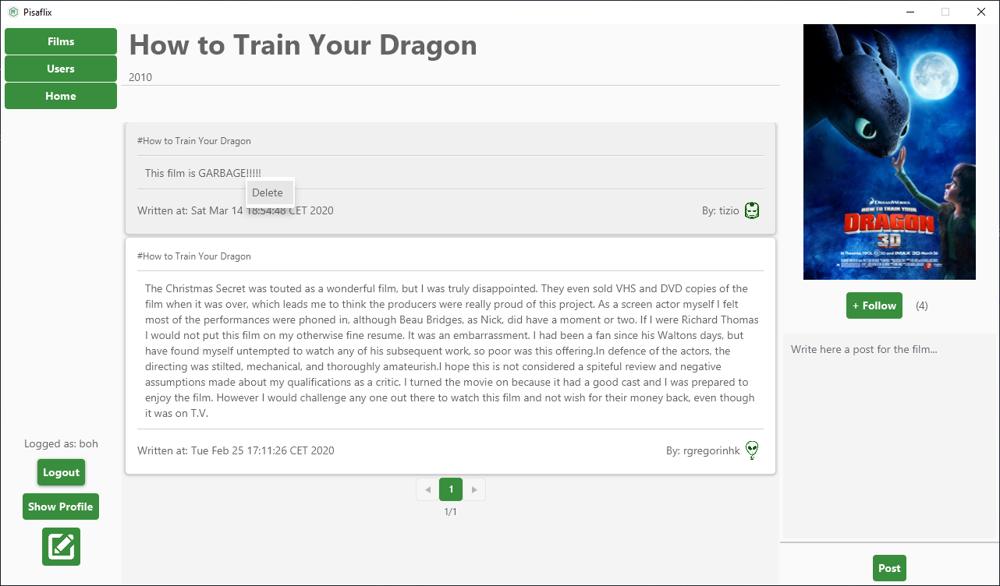 Pisaflix
Films
Users
Home
How to Train Your Dragon
2010
#How to Train Your Dragon
This film is GARBAGE!!!!!
Delete
Written at: Sat Mar 14 18:54:48 CET 2020
By: tizio
#How to Train Your Dragon
The Christmas Secret was touted as a wonderful film, but I was truly disappointed. They even sold VHS and DVD copies of the
film when it was over, which leads me to think the producers were really proud of this project. As a screen actor myself I felt
most of the performances were phoned in, although Beau Bridges, as Nick, did have a moment or two. If I were Richard Thomas
I would not put this film on my otherwise fine resume. It was an embarrassment. I had been a fan since his Waltons days, but
have found myself untempted to watch any of his subsequent work, so poor was this offering.In defence of the actors, the
directing was stilted, mechanical, and thoroughly amateurish.I hope this is not considered a spiteful review and negative
assumptions made about my qualifications as a critic. I turned the movie on because it had a good cast and I was prepared to
enjoy the film. However I would challenge any one out there to watch this film and not wish for their money back, even though
it was on T.V.
Written at: Tue Feb 25 17:11:26 CET 2020
By: rgregorinhk
1
1/1
Logged as: boh
Logout
Show Profile
DREAMWORKS
HOW TO TRAIN YOUR
DRAGON
3D
In Theatres, REAL D 3D and IMAX 3D March 26
+ Follow
(4)
Write here a post for the film...
Post